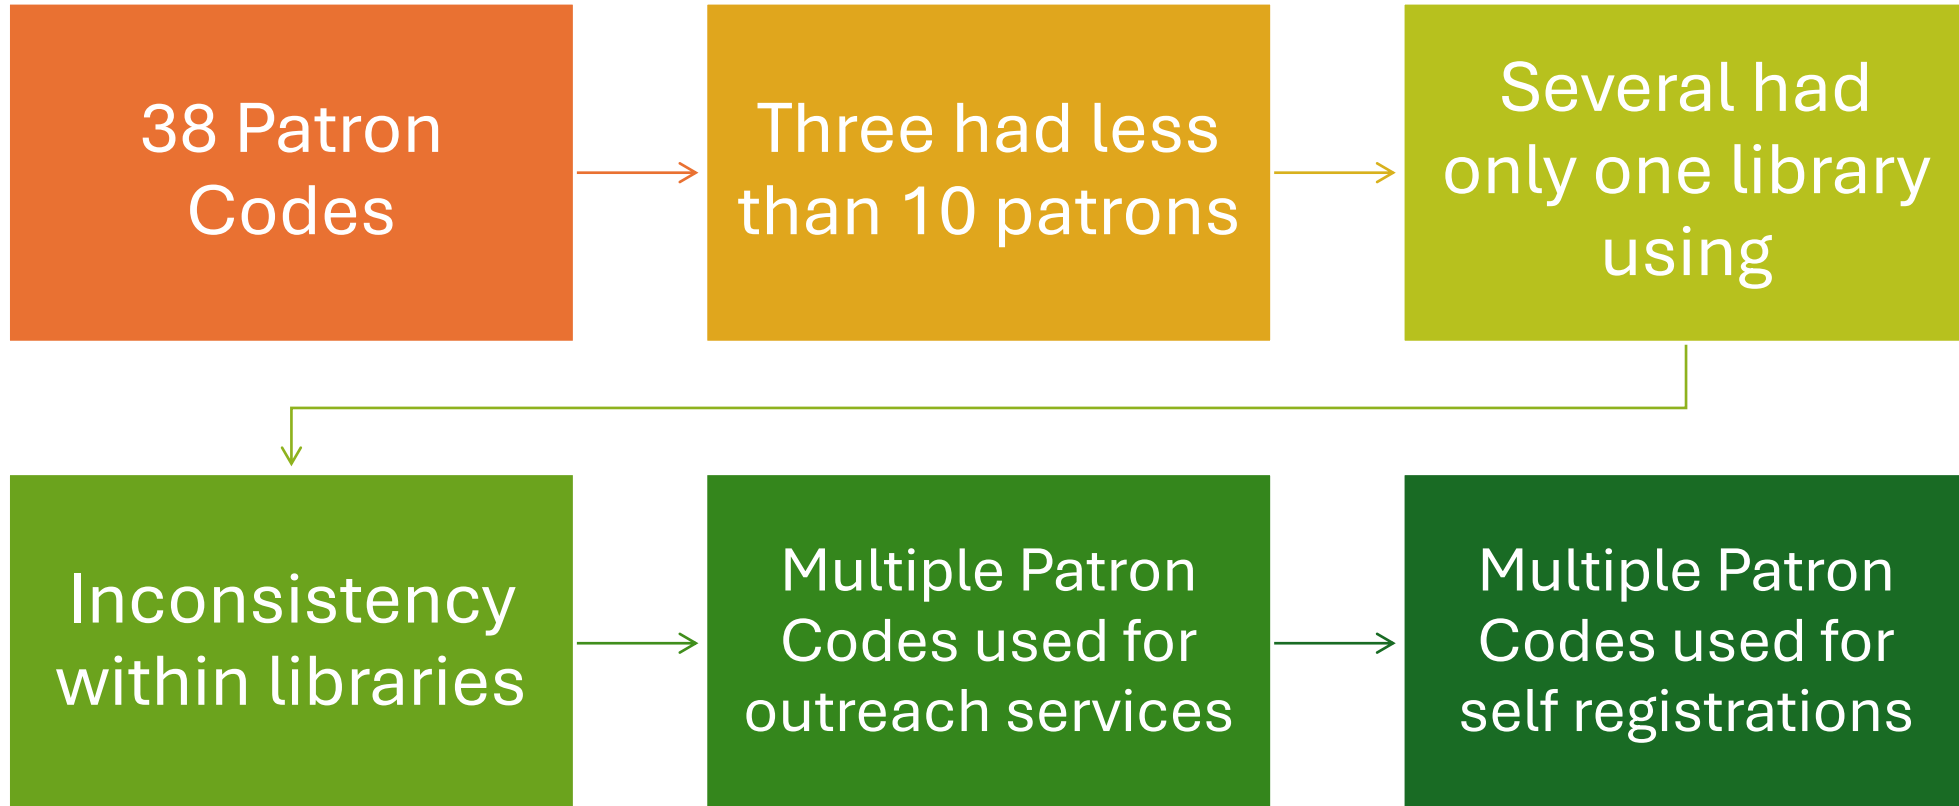 38 Patron
Codes
Three had less
than 10 patrons
Several had
only one library
using
Inconsistency
within libraries
Multiple Patron
Codes used for
outreach services
Multiple Patron
Codes used for
self registrations